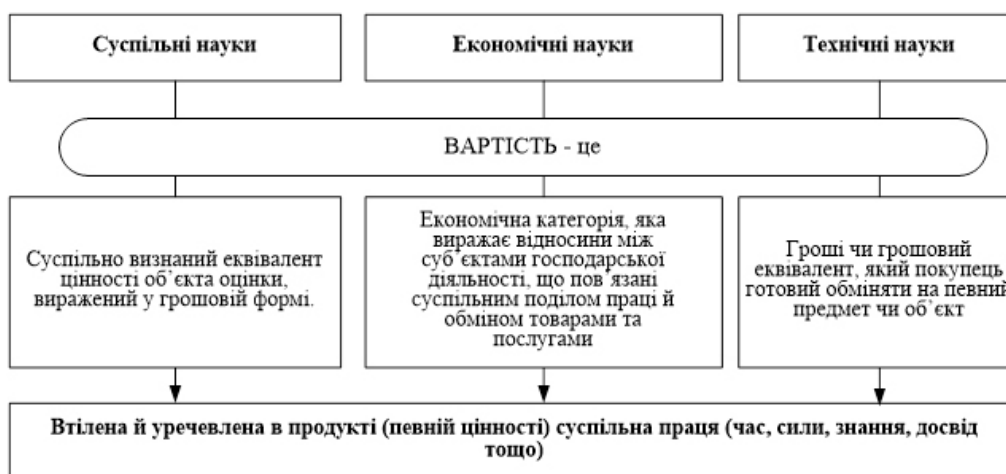 Суспільні науки
Економічні науки
Технічні науки
ВАРТІСТЬ - це
Суспільно визнаний еквівалент
цінності об’єкта оцінки,
виражений у грошовій формі.
Економічна категорія, яка
виражає відносини між
суб’єктами господарської
діяльності, що пов’язані
суспільним поділом праці й
обміном товарами та
послугами
Гроші чи грошовий
еквівалент, який покупець
готовий обміняти на певний
предмет чи об’єкт
Втілена й уречевлена в продукті (певній цінності) суспільна праця (час, сили, знання, досвід
тощо)